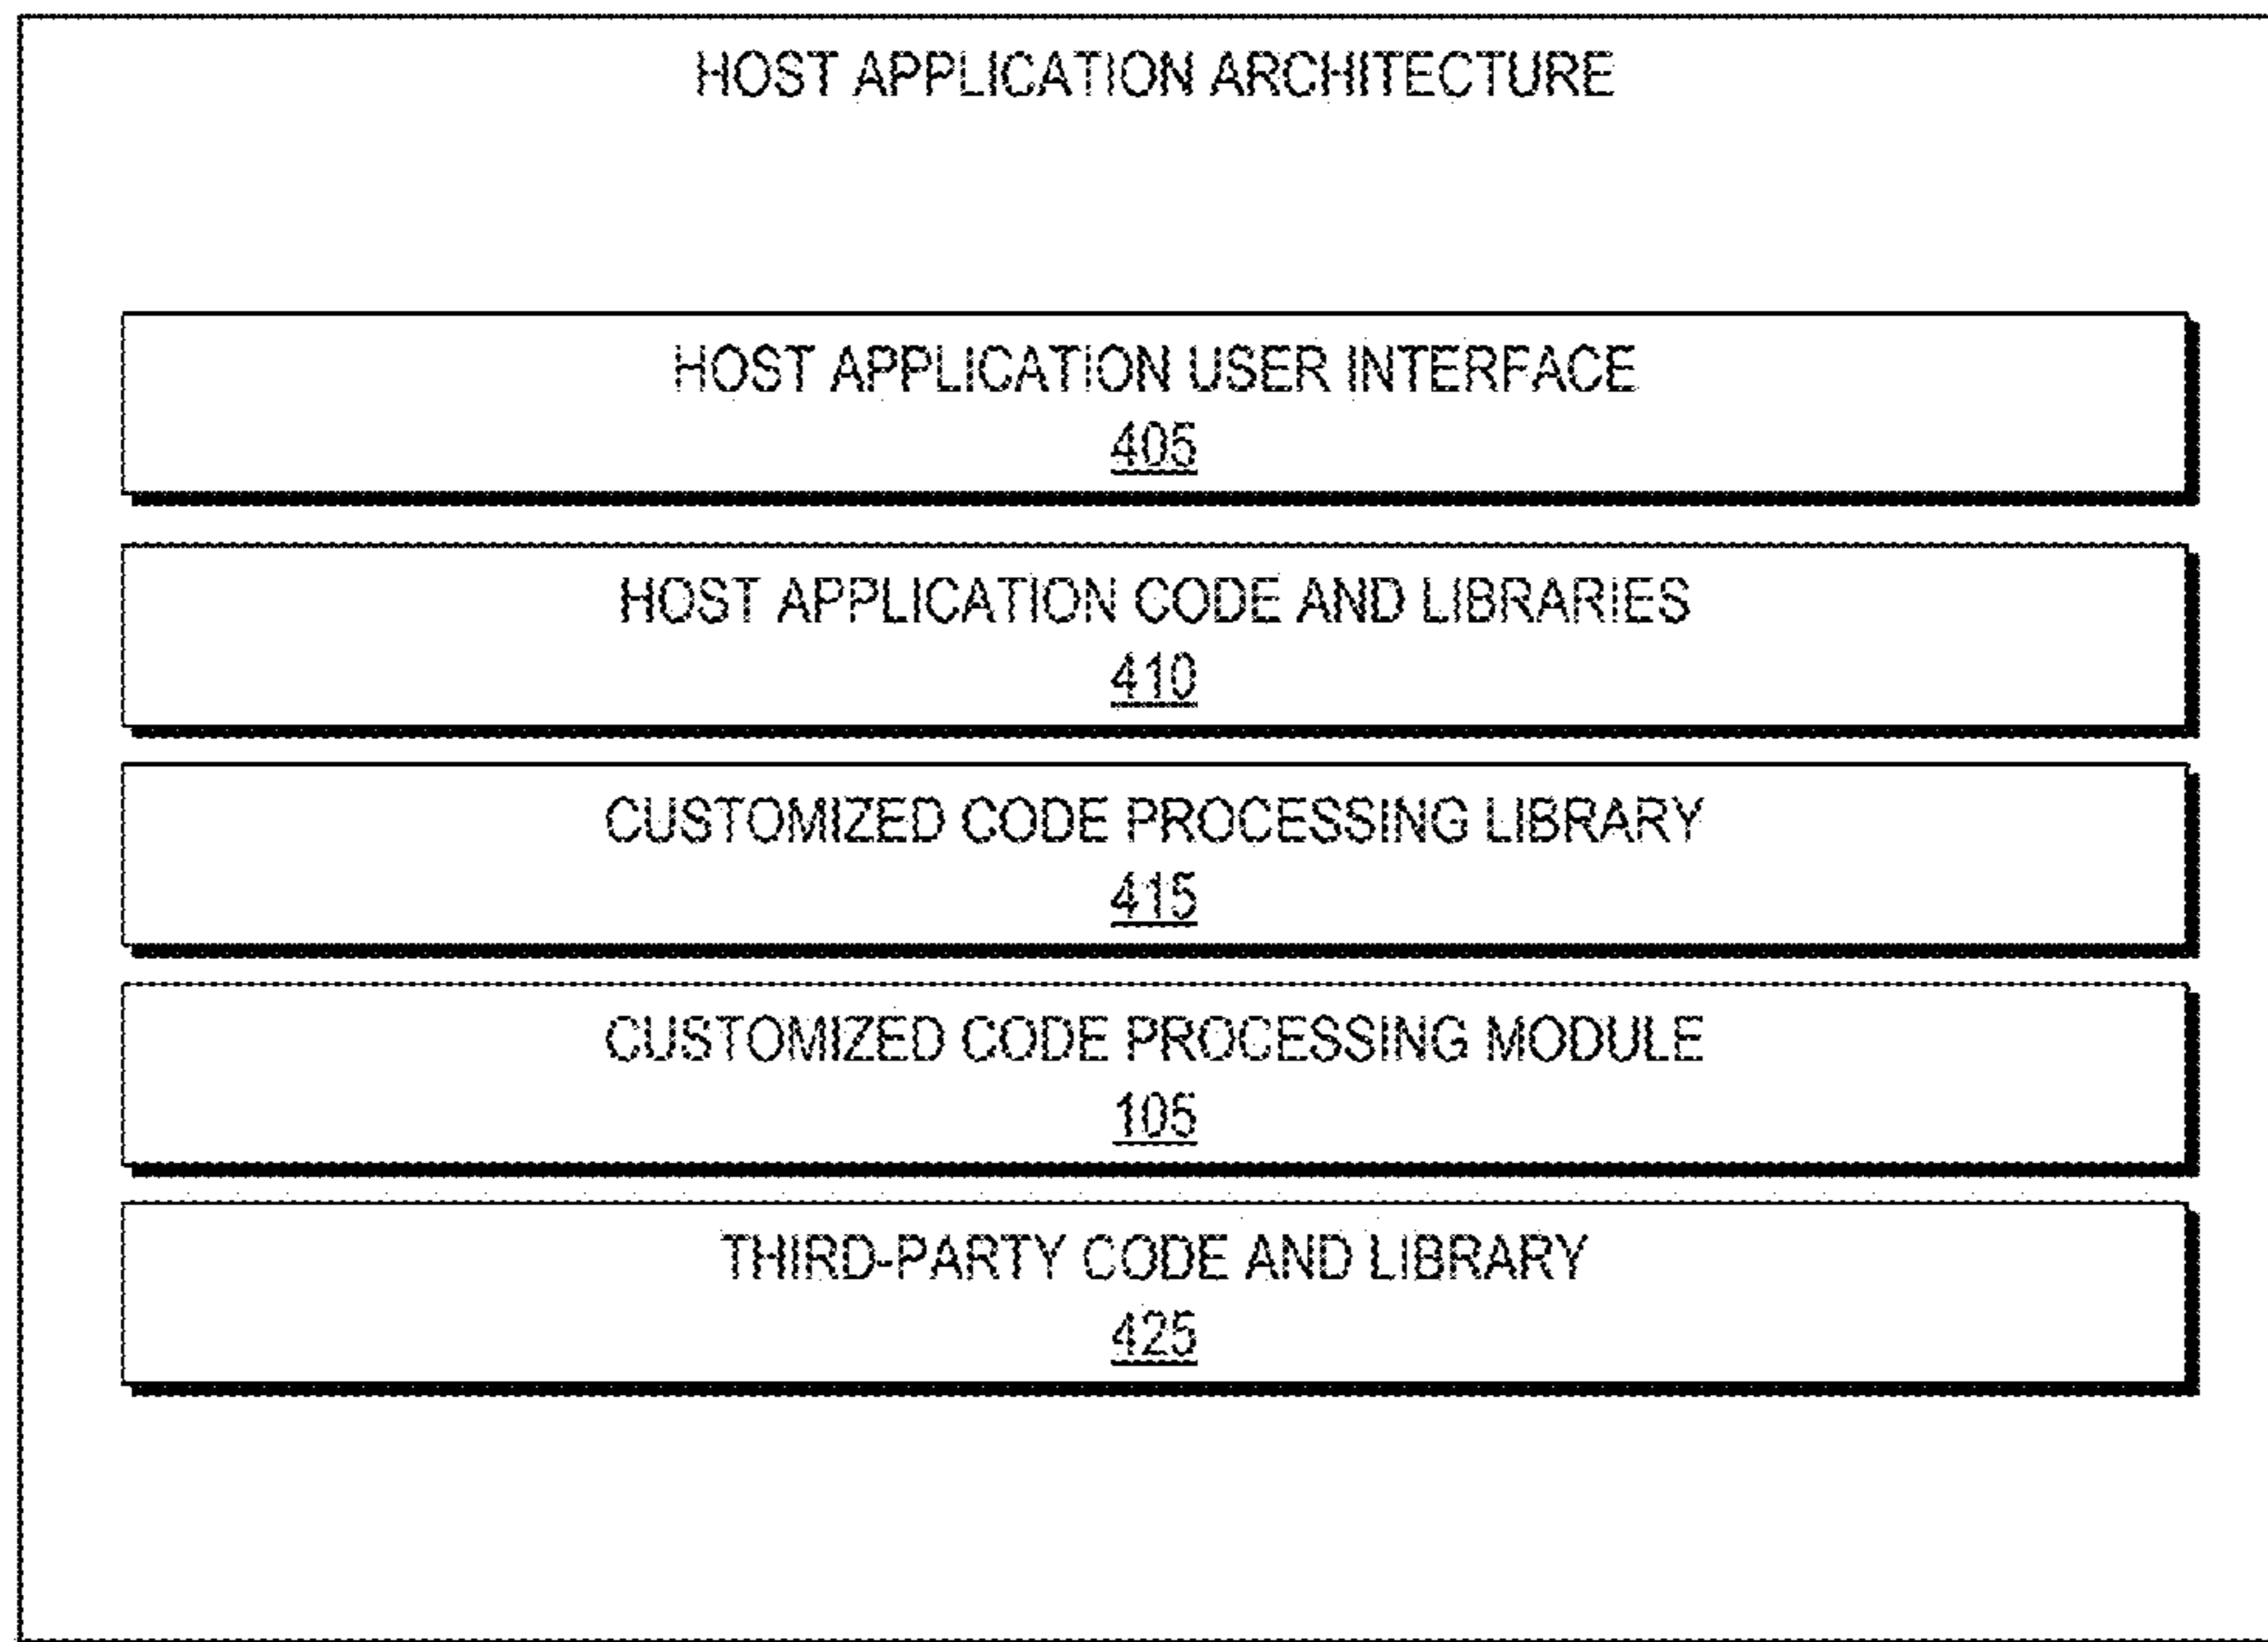 HOST APPLICATION ARCHITECTURE
HOST APPLICATION USER INTERFACE
405
HOST APPLICATION CODE AND LIBRARIES
410
CUSTOMIZED CODE PROCESSING LIBRARY
415
CUSTOMIZED CODE PROCESSING MODULE
105
THIRD-PARTY CODE AND LIBRARY
425